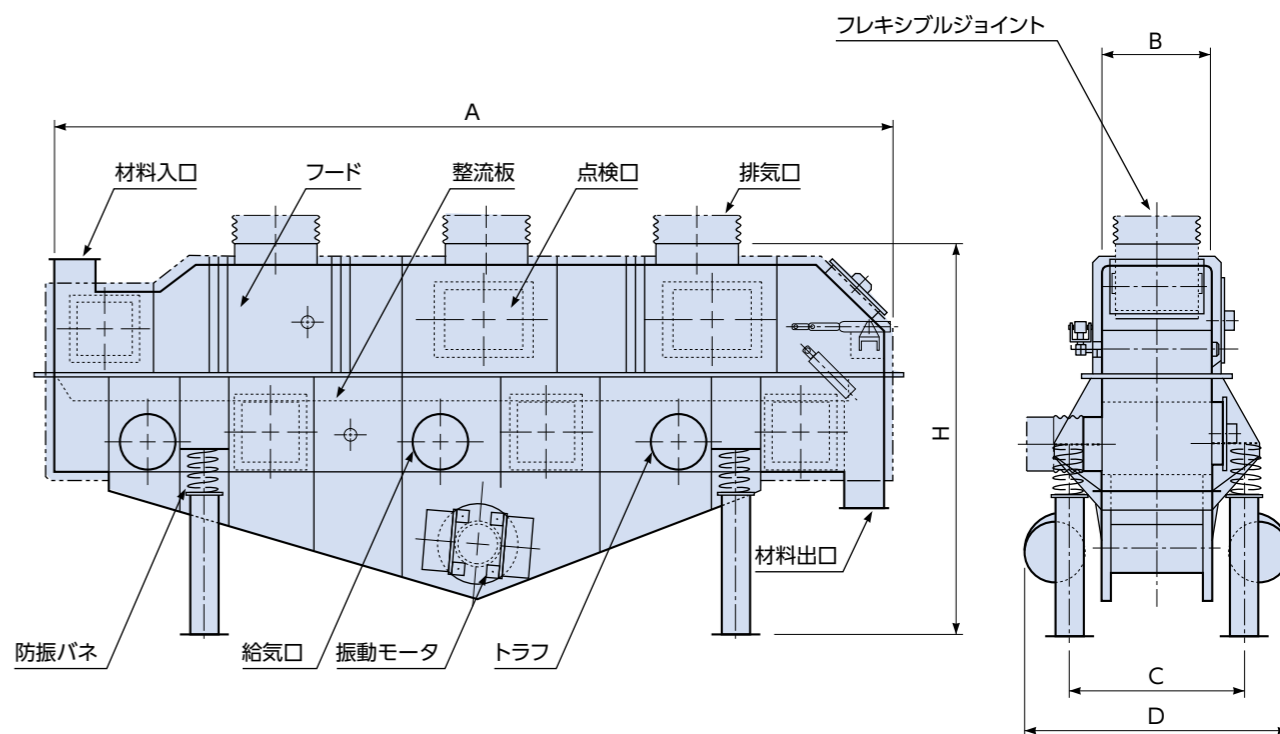 フレキシブルジョイント
B
A
材料入口
フード
整流板
点検口
排気口
H
材料出口
防振バネ
給気口
振動モータ
トラフ
C
D